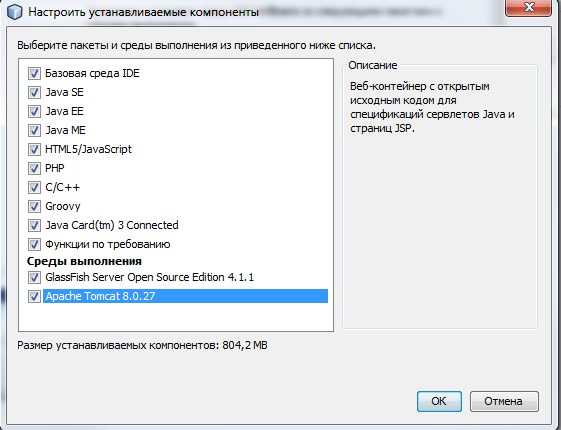 Настроить устанавливаемые компоненты
Выберите пакеты и среды выполнения из приведенного ниже списка.
Базовая среда IDE
Java SE
Java EE
Java ME
HTML5/JavaScript
PHP
C/C++
Groovy
Java Card(tm) 3 Connected
Функции по требованию
Среды выполнения
GlassFish Server Open Source Edition 4.1.1
Apache Tomcat 8.0.27
Описание
Веб-контейнер с открытым
исходным кодом для
спецификаций сервлетов Java и
страниц JSP.
Размер устанавливаемых компонентов: 804,2 MB
OK
Отмена